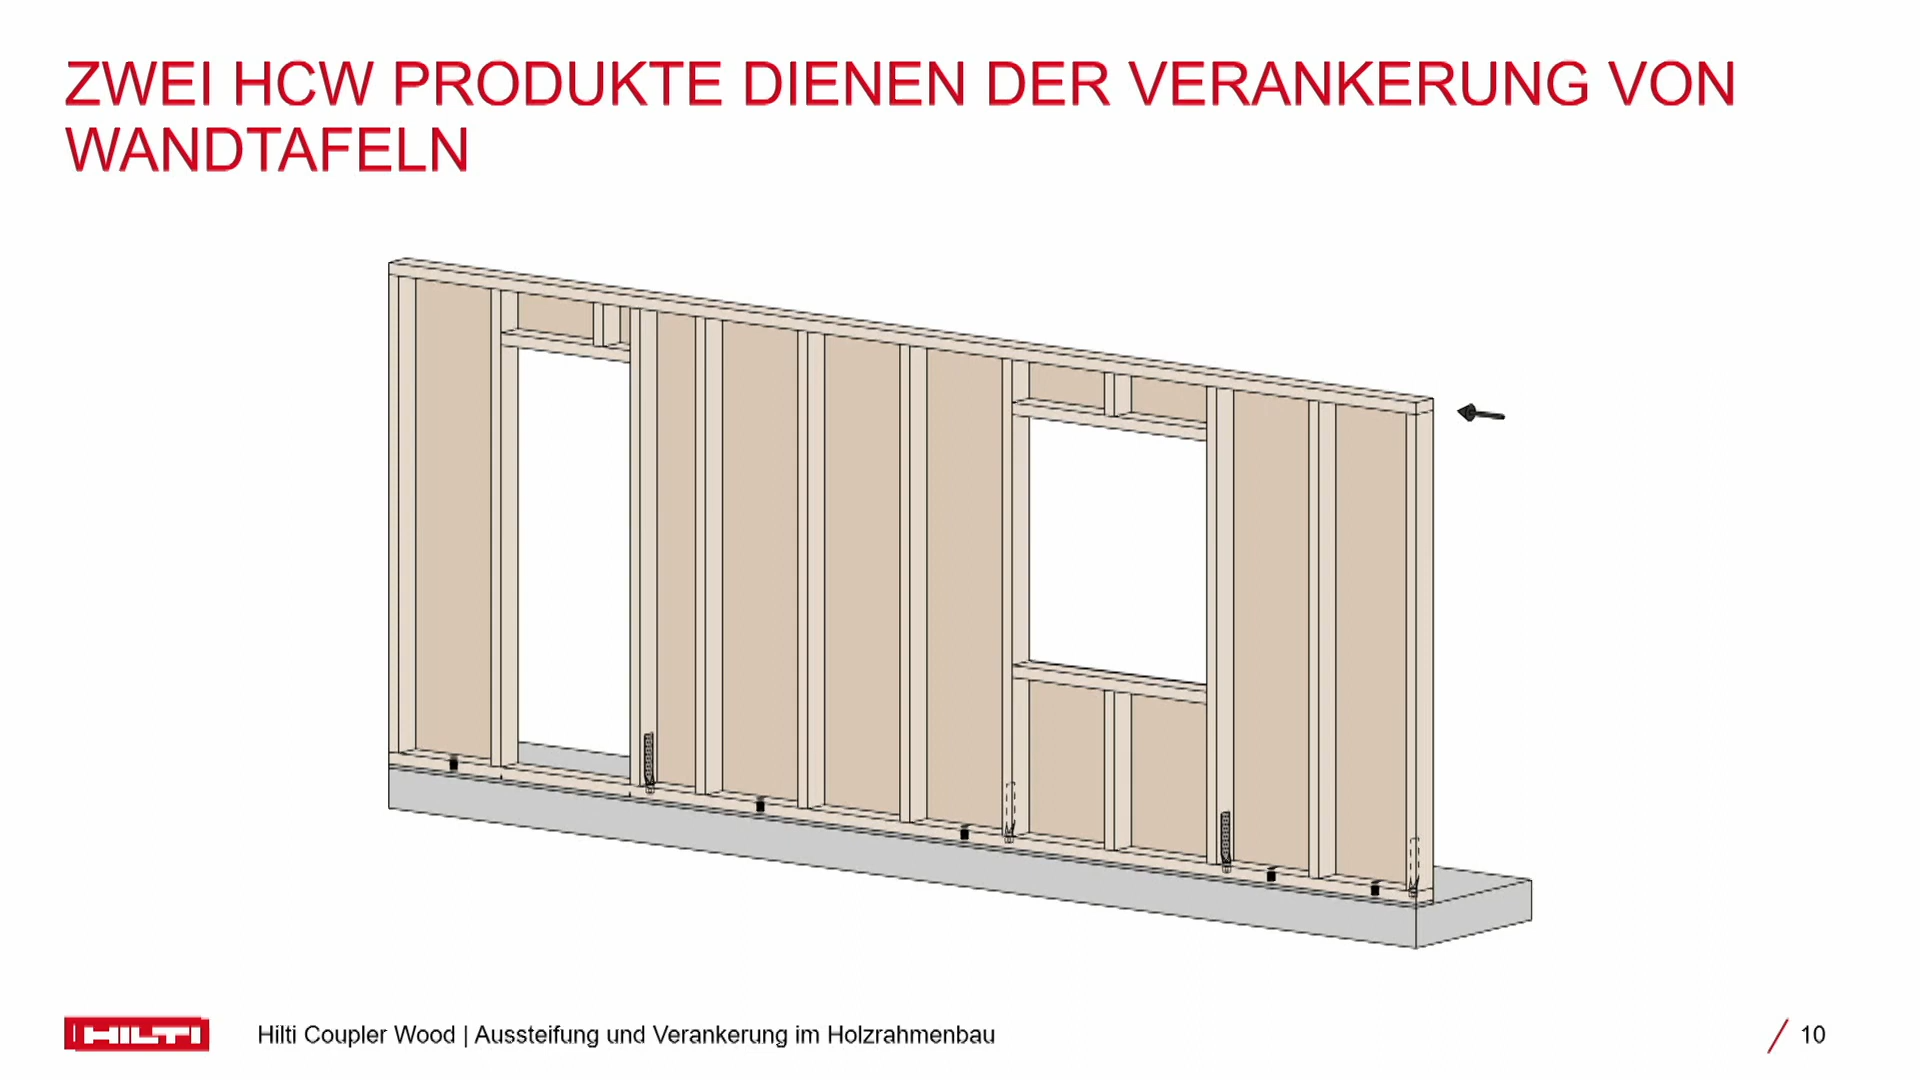 ZWEI HCW PRODUKTE DIENEN DER VERANKERUNG VON
WANDTAFELN
HILTI
Hilti Coupler Wood | Aussteifung und Verankerung im Holzrahmenbau
10